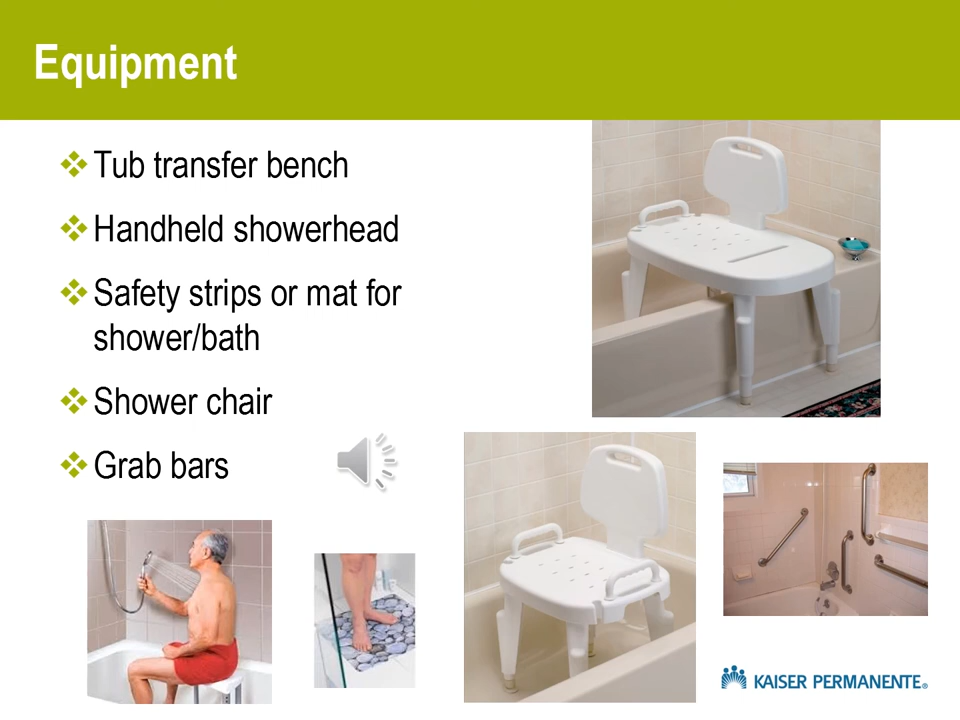 Equipment
Tub transfer bench
Handheld showerhead
Safety strips or mat for
shower/bath
Shower chair
Grab bars
KAISER PERMANENTE®